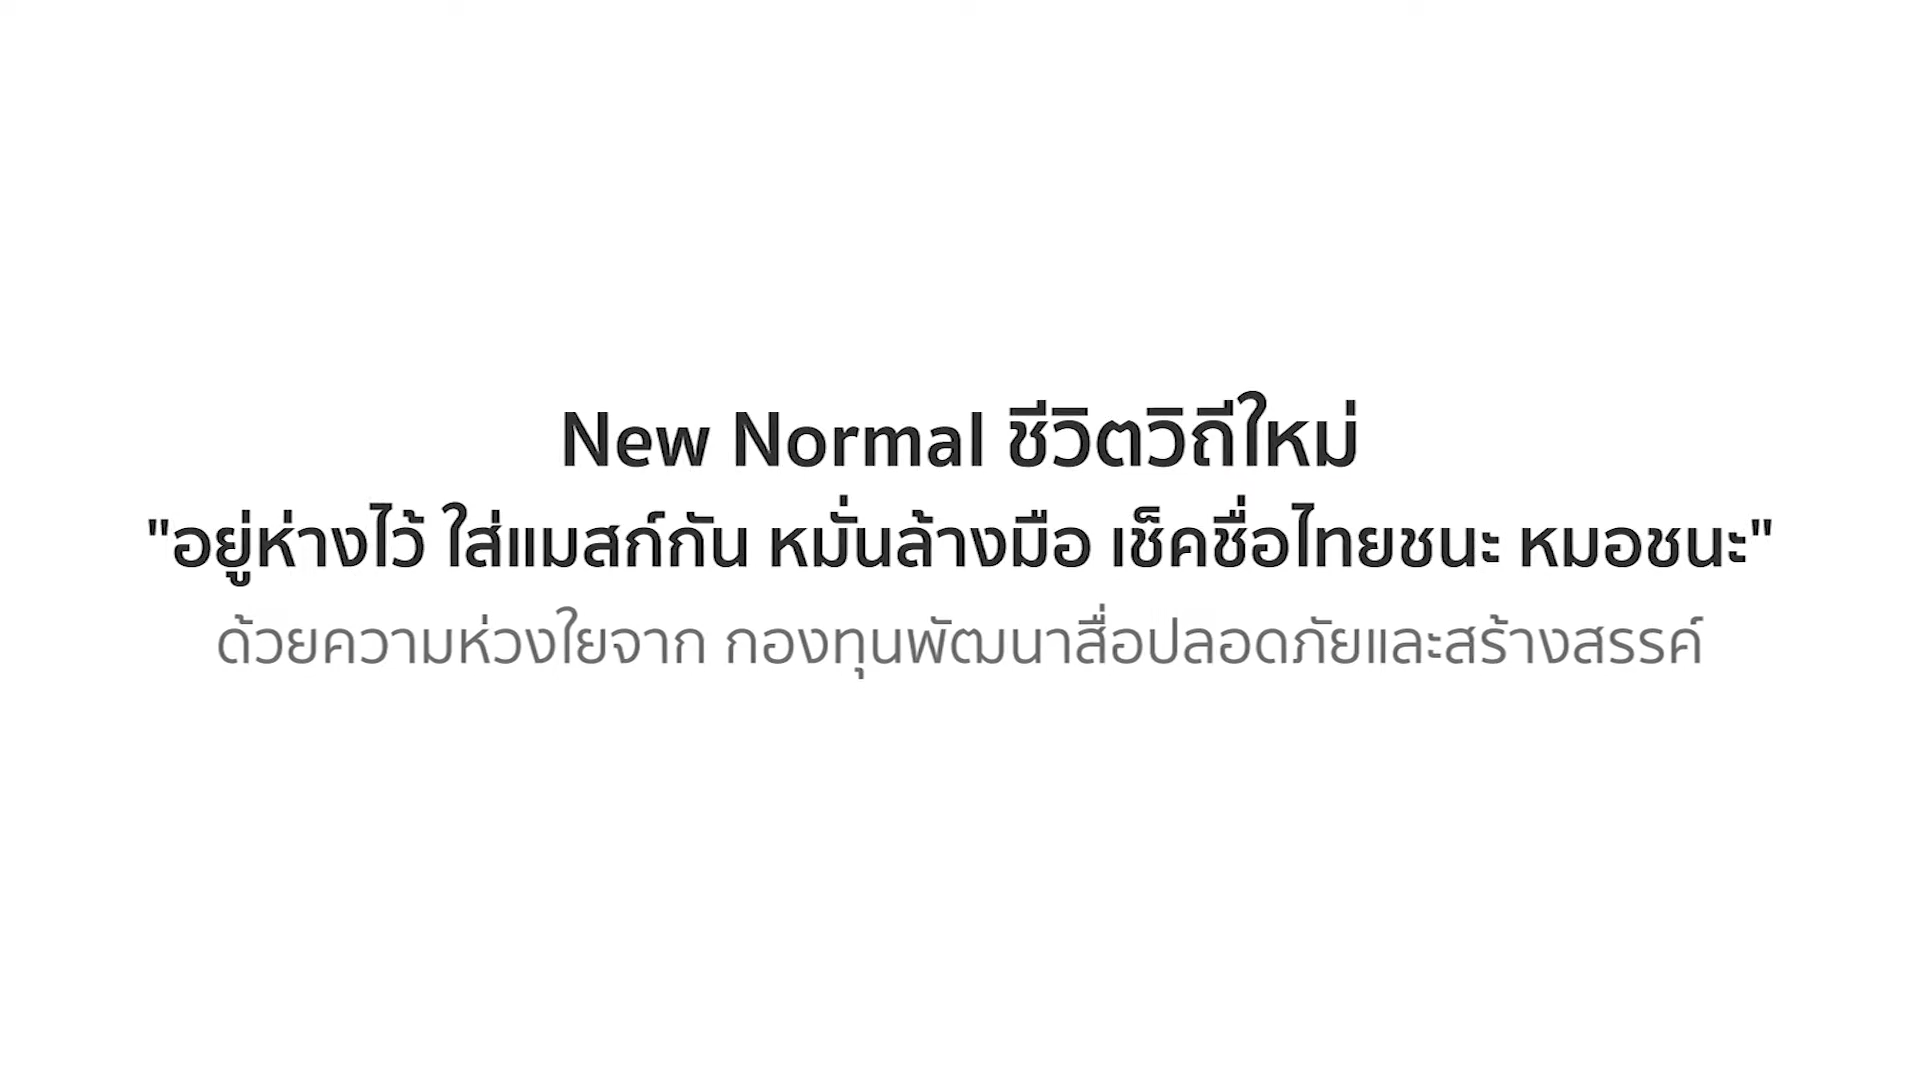 New Normal ชีวิตวิถีใหม่
"อยู่ห่างไว้ ใส่แมสก์กัน หมั่นล้างมือ เช็คชื่อไทยชนะ หมอชนะ"
ด้วยความห่วงใยจาก กองทุนพัฒนาสื่อปลอดภัยและสร้างสรรค์